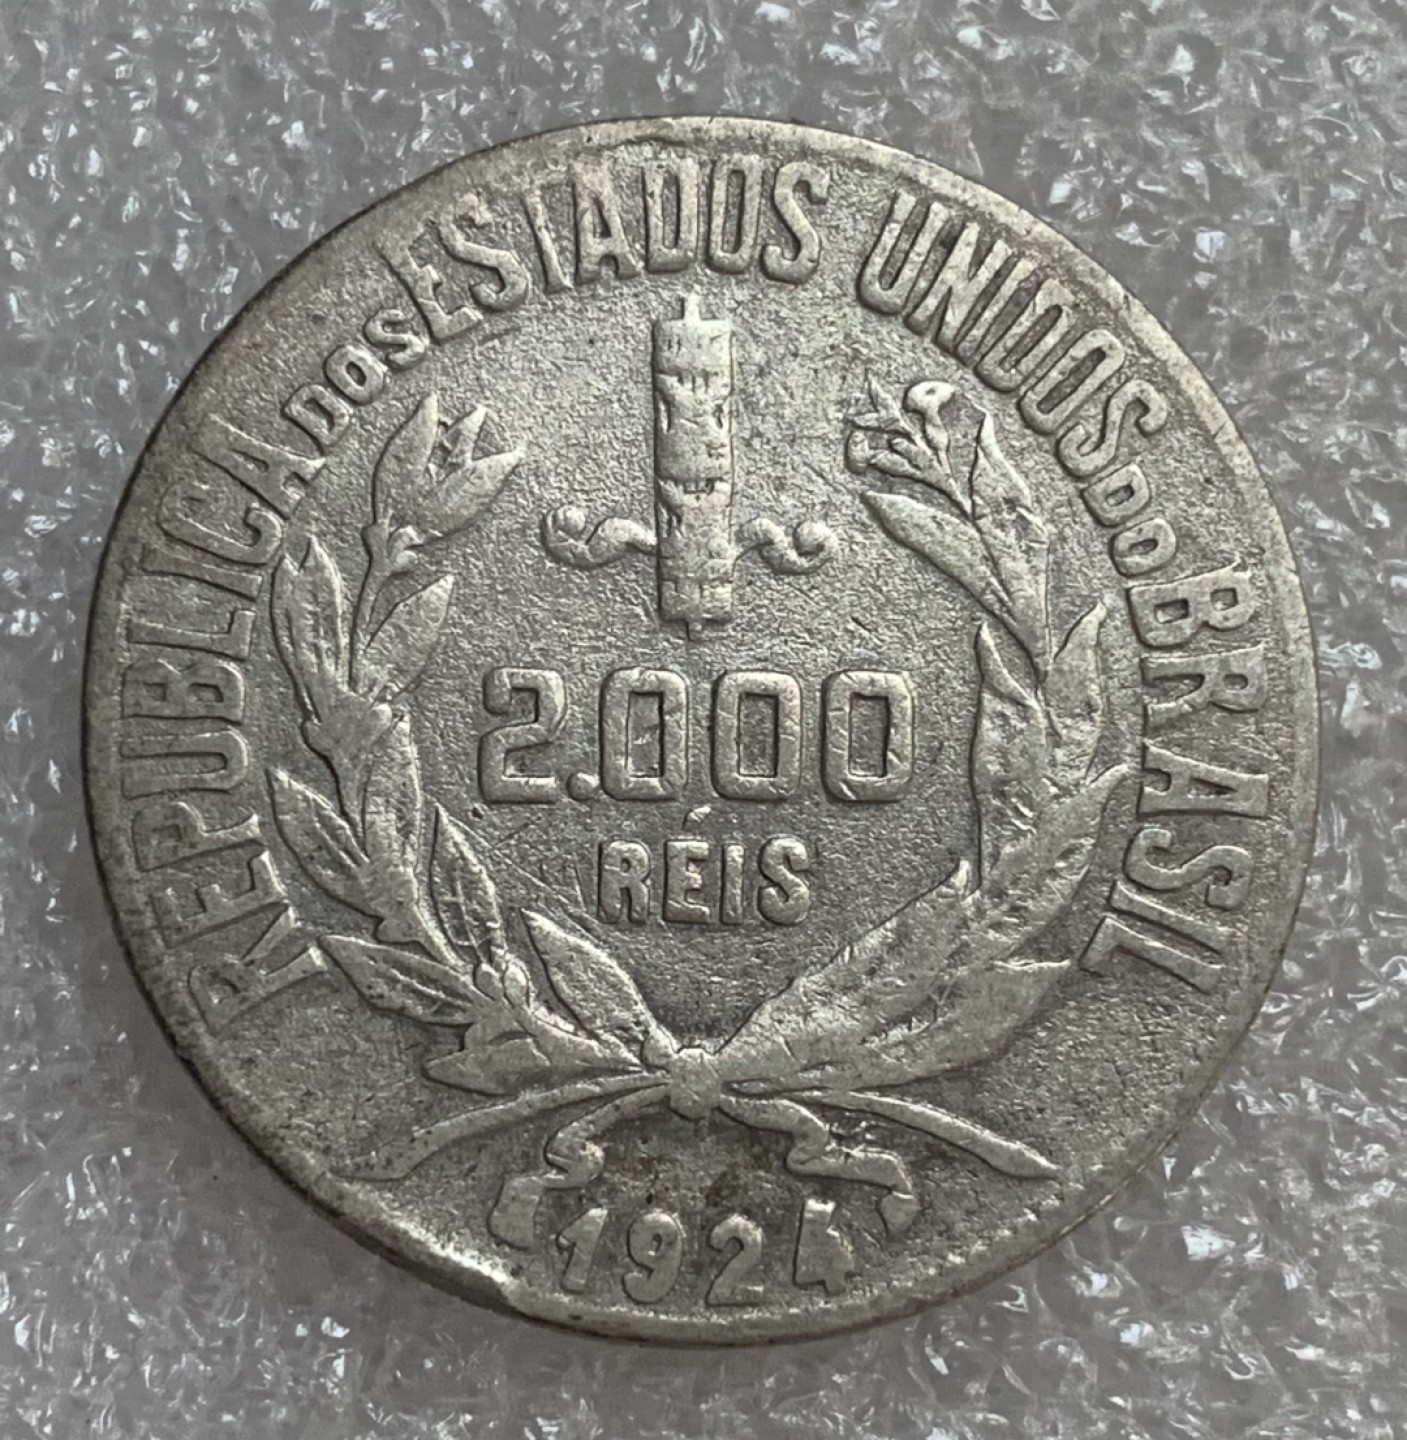 REPUBLICA DOS ESTADOS UNIDOS DO BRASIL
2.000
RÉIS
1924